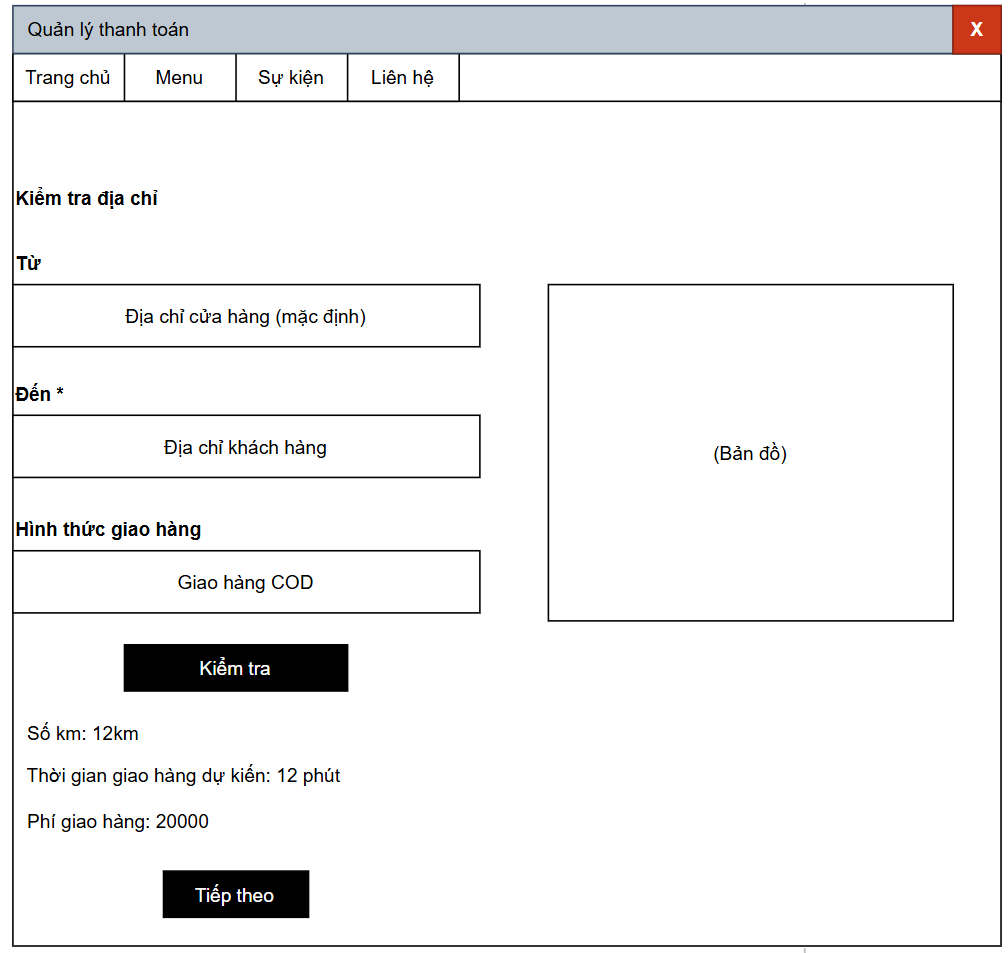 Quản lý thanh toán
X
Trang chủ Menu Sự kiện Liên hệ
Kiểm tra địa chỉ
Từ
Địa chỉ cửa hàng (mặc định)
Đến *
Địa chỉ khách hàng
(Bản đồ)
Hình thức giao hàng
Giao hàng COD
Kiểm tra
Số km: 12km
Thời gian giao hàng dự kiến: 12 phút
Phí giao hàng: 20000
Tiếp theo